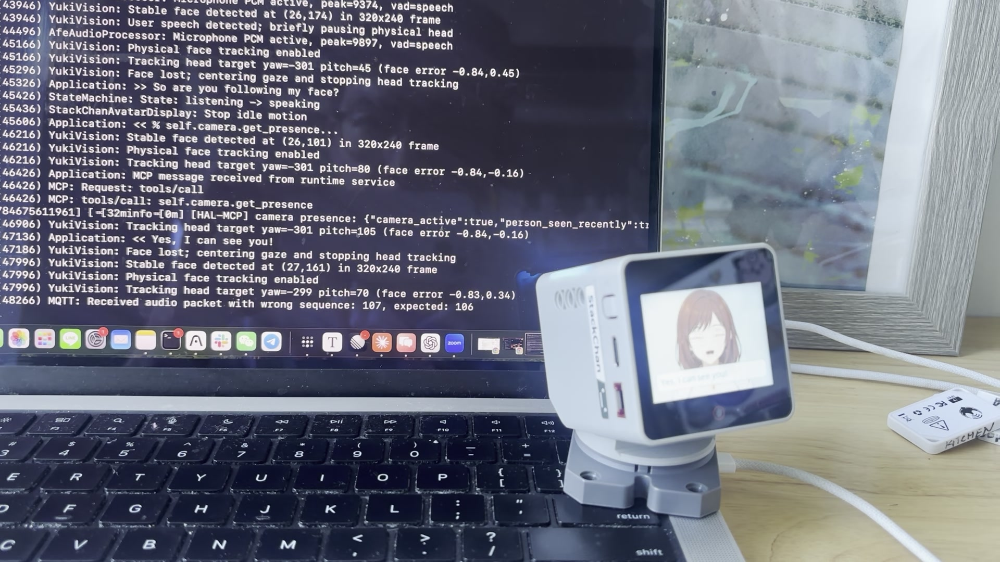 (43946) YukiVision: Stable face detected at (26,174) in 320x240 frame
(43946) YukiVision: User speech detected; briefly pausing physical head
(44496) AfeAudioProcessor: Microphone PCM active, peak=9897, vad=speech
(45166) YukiVision: Physical face tracking enabled
(45166) YukiVision: Tracking head target yaw=-301 pitch=45 (face error -0.84,0.45)
(45296) YukiVision: Face lost; centering gaze and stopping head tracking
(45326) Application: >> So are you following my face?
(45426) StateMachine: State: listening -> speaking
(45436) StackChanAvatarDisplay: Stop idle motion
(45606) Application: << % self.camera.get_presence...
(46216) YukiVision: Stable face detected at (26,101) in 320x240 frame
(46216) YukiVision: Physical face tracking enabled
(46216) YukiVision: Tracking head target yaw=-301 pitch=80 (face error -0.84,-0.16)
(46426) Application: MCP message received from runtime service
(46426) MCP: Request: tools/call
(46426) MCP: tools/call: self.camera.get_presence
784675611961] [ [32minfo [0m] [HAL-MCP] camera presence: {"camera_active":true,"person_seen_recently":tr
(46906) YukiVision: Tracking head target yaw=-301 pitch=105 (face error -0.84,-0.16)
(47136) Application: << Yes, I can see you!
(47186) YukiVision: Face lost; centering gaze and stopping head tracking
(47996) YukiVision: Stable face detected at (27,161) in 320x240 frame
(47996) YukiVision: Physical face tracking enabled
(47996) YukiVision: Tracking head target yaw=-299 pitch=70 (face error -0.83,0.34)
(48266) MQTT: Received audio packet with wrong sequence: 107, expected: 106
LINE
T
zoom
StackChan
Yes, I can see you!
KITCHEN
F3 F4 F5 F6 F7 F8 F9 F10 F11 F12
# 3 $ 4 % 5 ^ 6 & 7 * 8 ( 9 ) 0 _ - + =
E R T Y U I O P { [ } ]
D F G H J K L : ; " ' return
C V B N M < , > . ? / shift